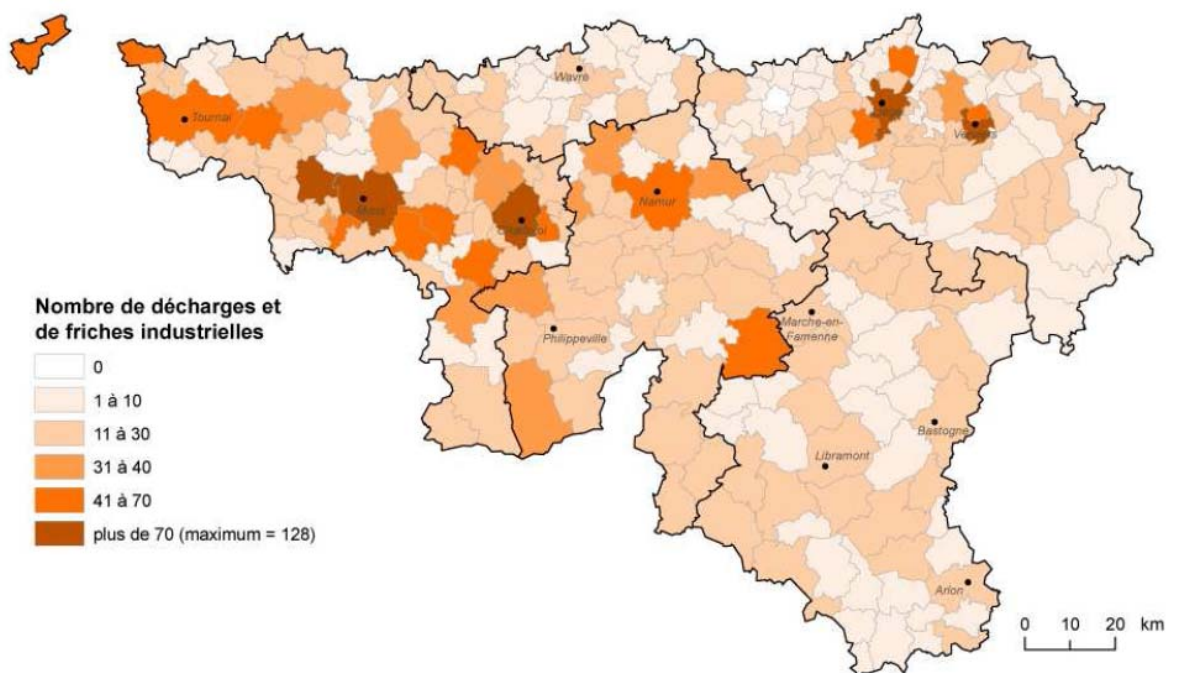 Wavre
Tournai
Verviers
Mons
Namur
Charleroi
Nombre de décharges et
de friches industrielles
0
1 à 10
11 à 30
31 à 40
41 à 70
plus de 70 (maximum = 128)
Philippeville
Marche-en-
Famenne
Bastogne
Libramont
Arlon
0 10 20 km